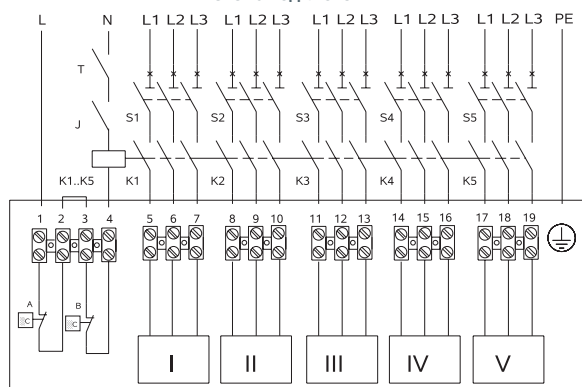 L N L1 L2 L3 L1 L2 L3 L1 L2 L3 L1 L2 L3 L1 L2 L3 PE
T
S1 S2 S3 S4 S5
J
K1 K2 K3 K4 K5
K1..K5
1 2 3 4 5 6 7 8 9 10 11 12 13 14 15 16 17 18 19
A
B
°C °C
I II III IV V